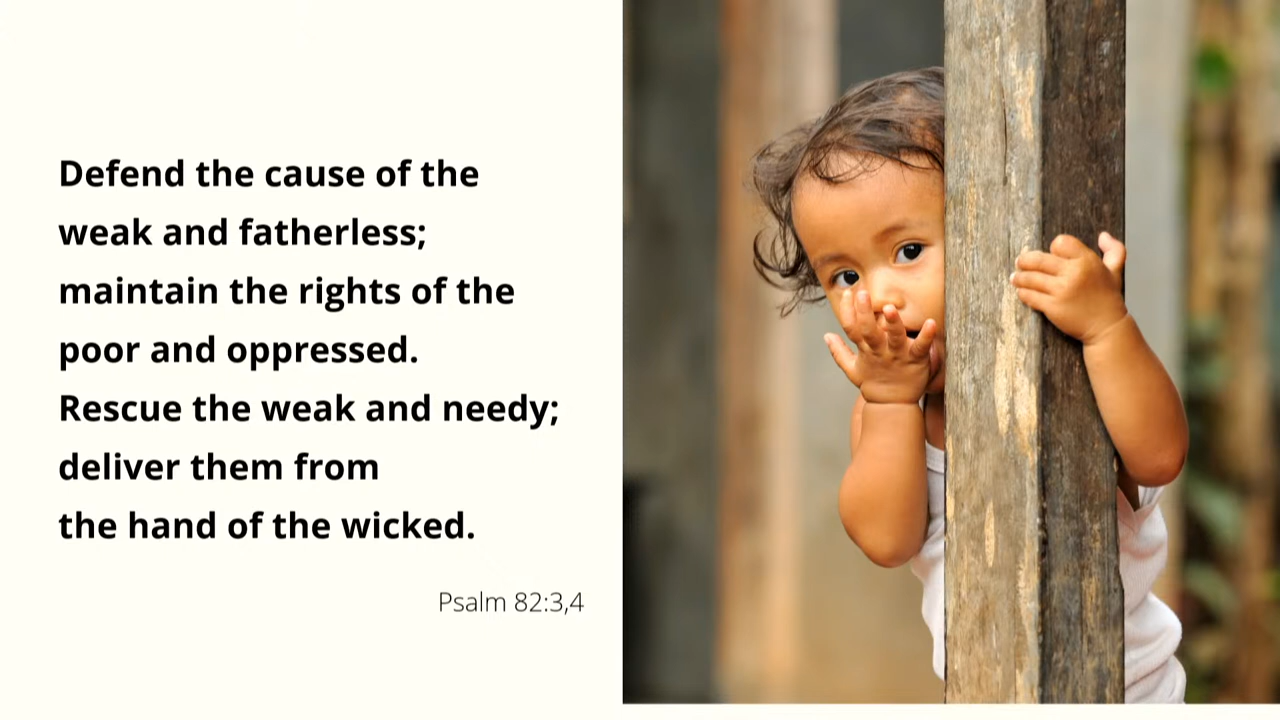 Defend the cause of the
weak and fatherless;
maintain the rights of the
poor and oppressed.
Rescue the weak and needy;
deliver them from
the hand of the wicked.
Psalm 82:3,4